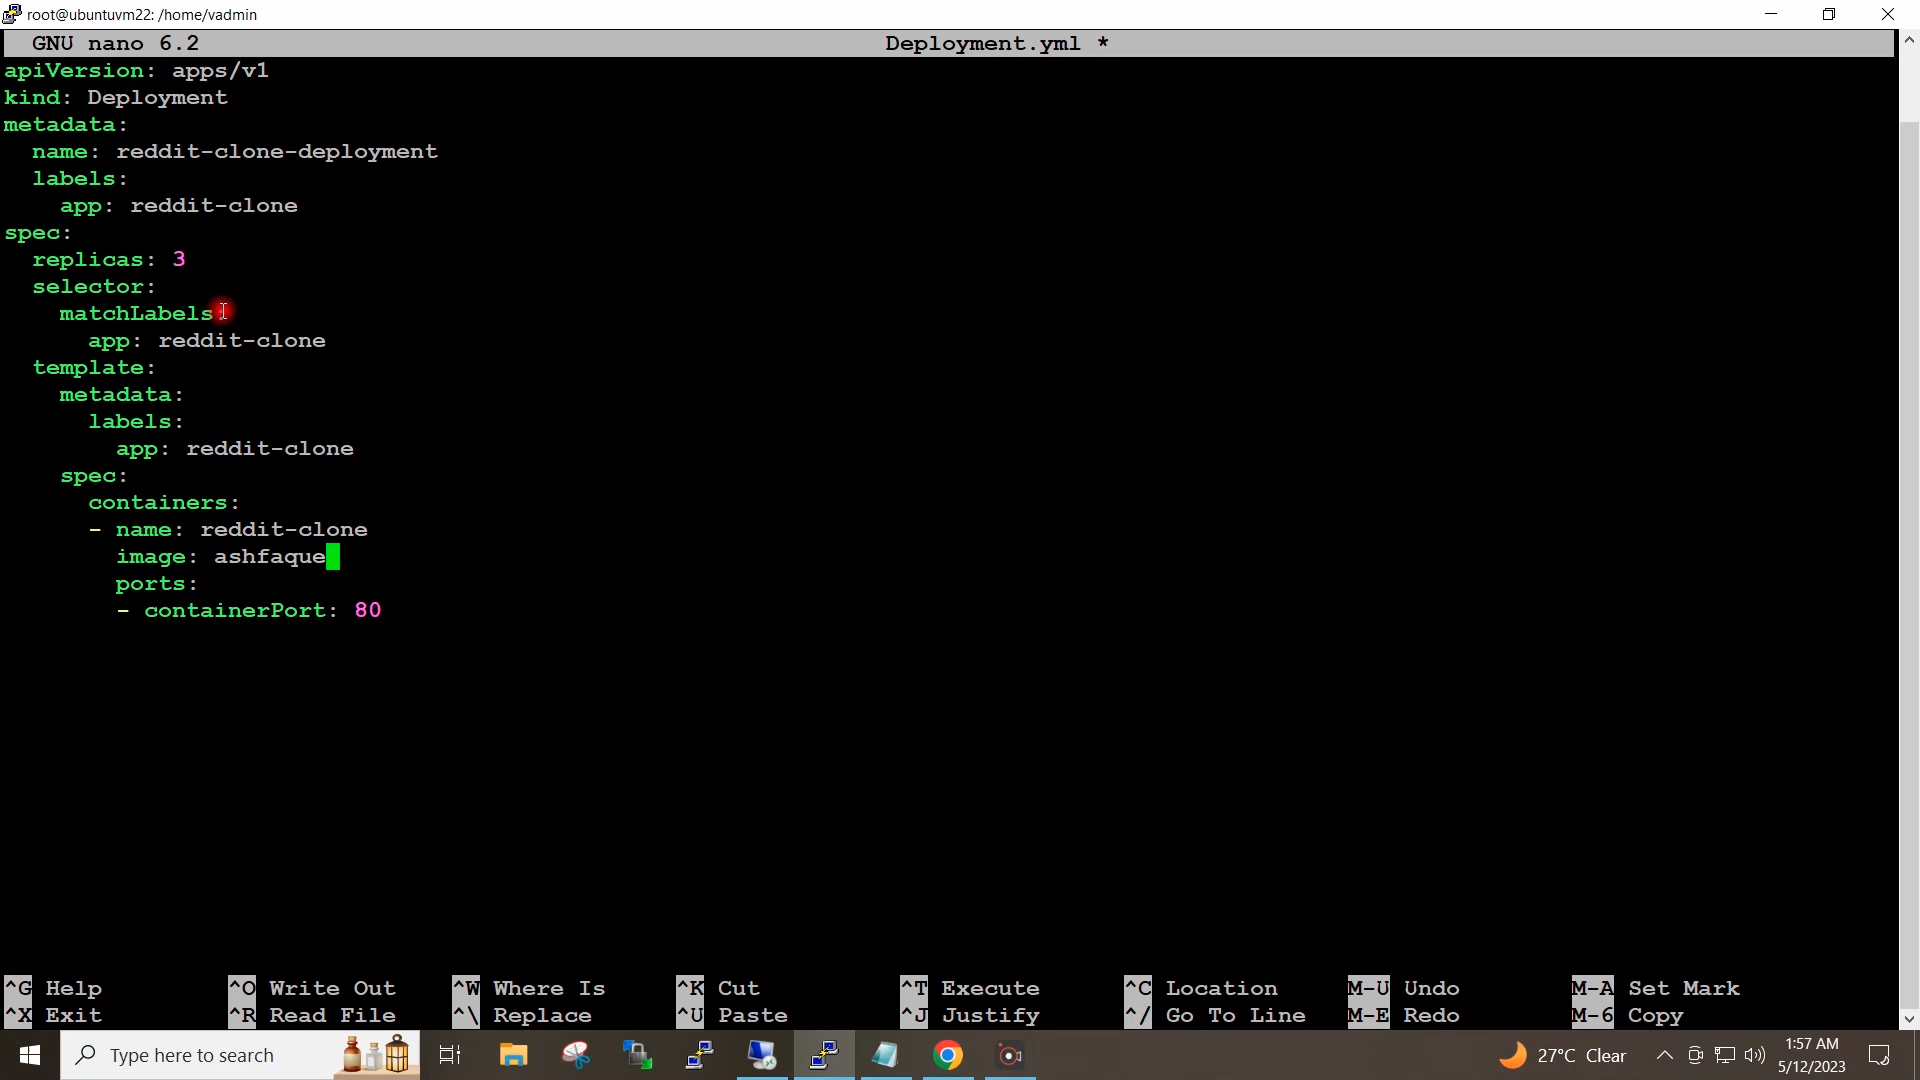 root@ubuntuvm22: /home/vadmin
GNU nano 6.2 Deployment.yml *
apiVersion: apps/v1
kind: Deployment
metadata:
  name: reddit-clone-deployment
  labels:
    app: reddit-clone
spec:
  replicas: 3
  selector:
    matchLabels:
      app: reddit-clone
  template:
    metadata:
      labels:
        app: reddit-clone
    spec:
      containers:
      - name: reddit-clone
        image: ashfaque
        ports:
        - containerPort: 80
^G Help ^O Write Out ^W Where Is ^K Cut ^T Execute ^C Location M-U Undo M-A Set Mark
^X Exit ^R Read File ^\ Replace ^U Paste ^J Justify ^/ Go To Line M-E Redo M-6 Copy
Type here to search 27°C Clear 1:57 AM
5/12/2023